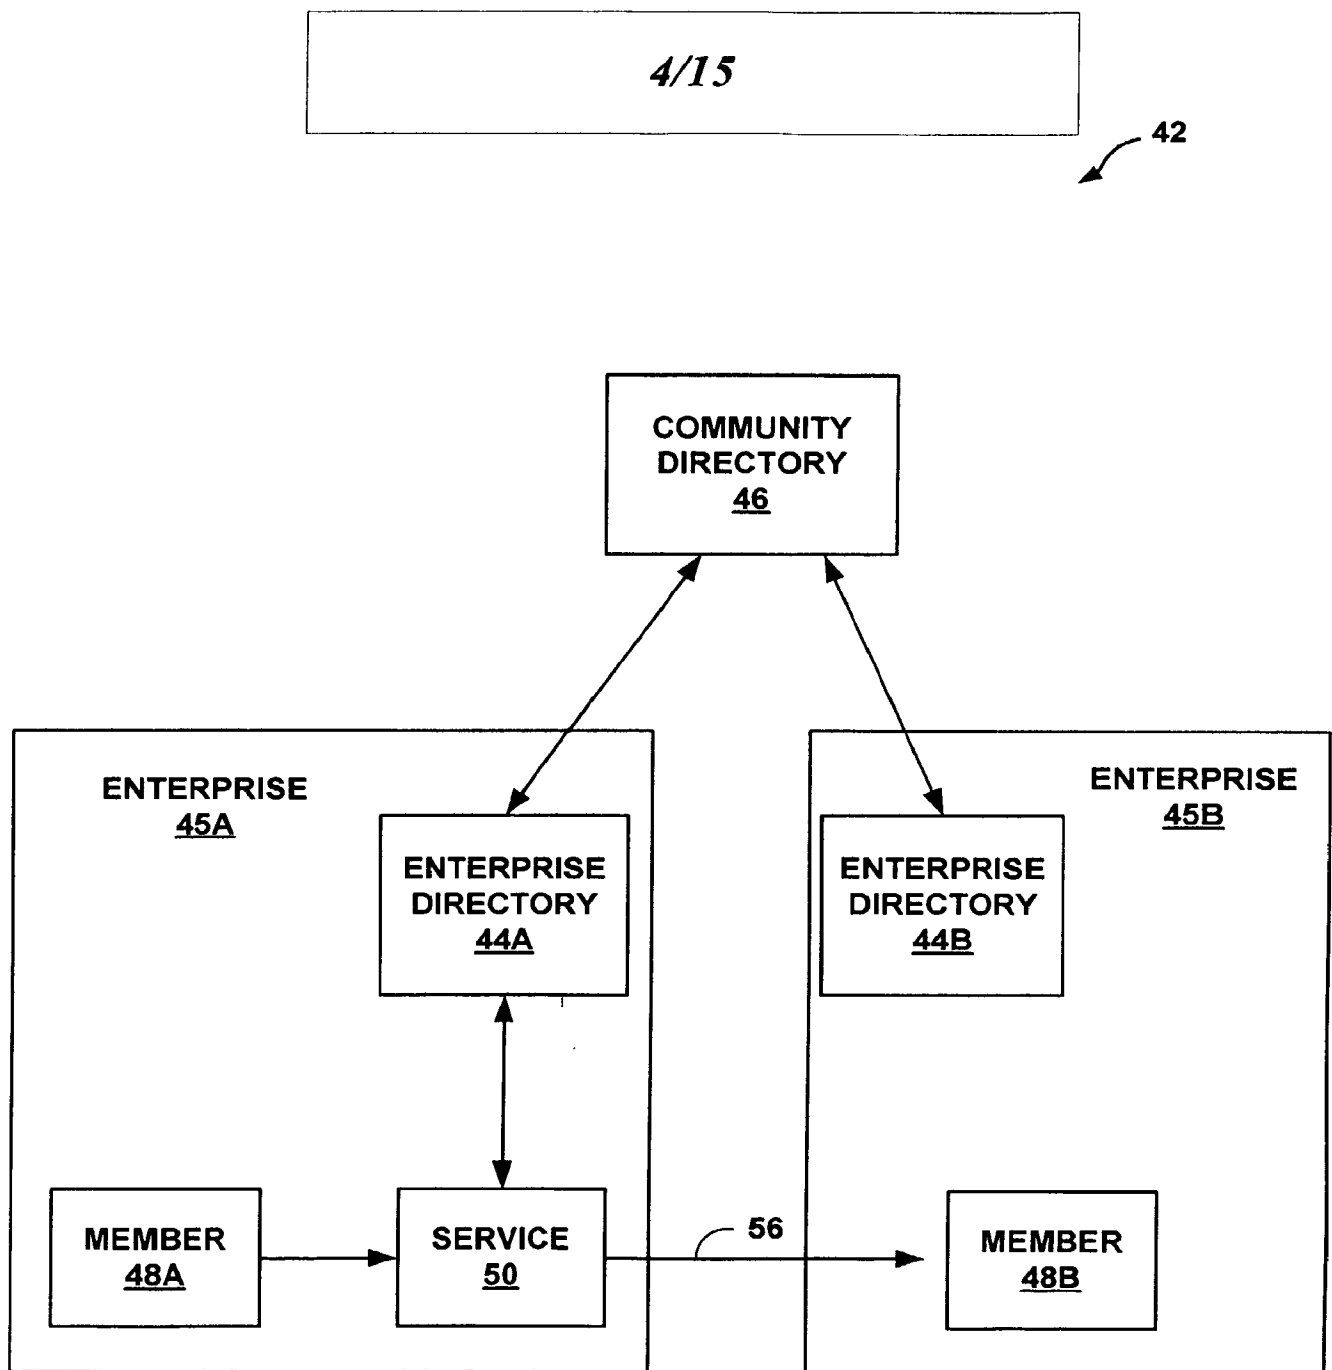 4/15
42
COMMUNITY
DIRECTORY
46
ENTERPRISE
45A
ENTERPRISE
DIRECTORY
44A
ENTERPRISE
45B
ENTERPRISE
DIRECTORY
44B
MEMBER
48A
SERVICE
50
56
MEMBER
48B